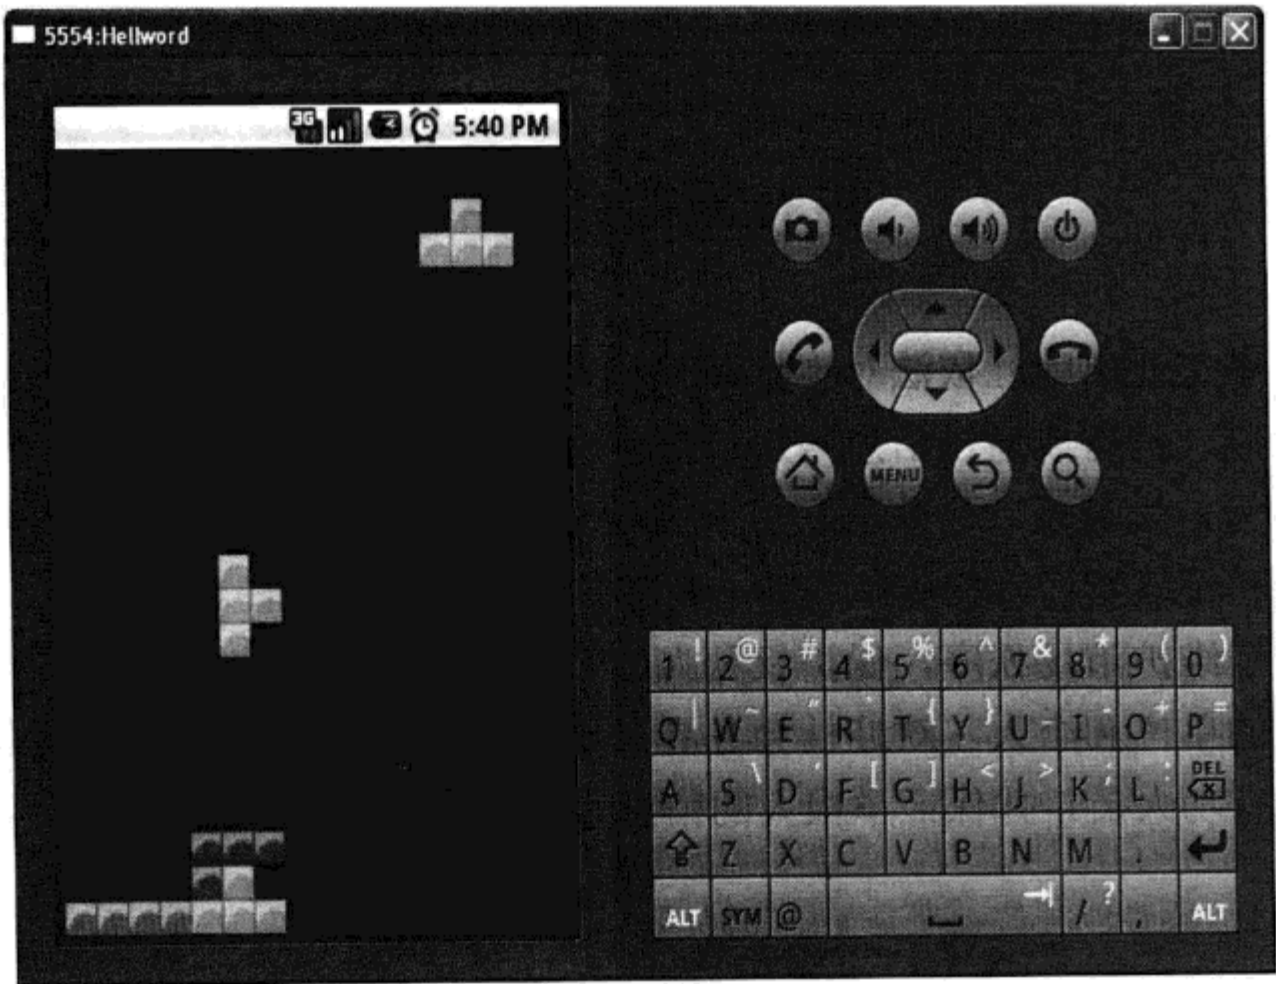 5554:Hellword
3G 5:40 PM
MENU
1 ! 2 @ 3 # 4 $ 5 % 6 ^ 7 & 8 * 9 ( 0 )
Q | W ~ E " R ` T { Y } U _ I - O + P =
A S \ D ' F [ G ] H < J > K ; L : DEL
Z X C V B N M .
ALT SYM @ / ? , ALT